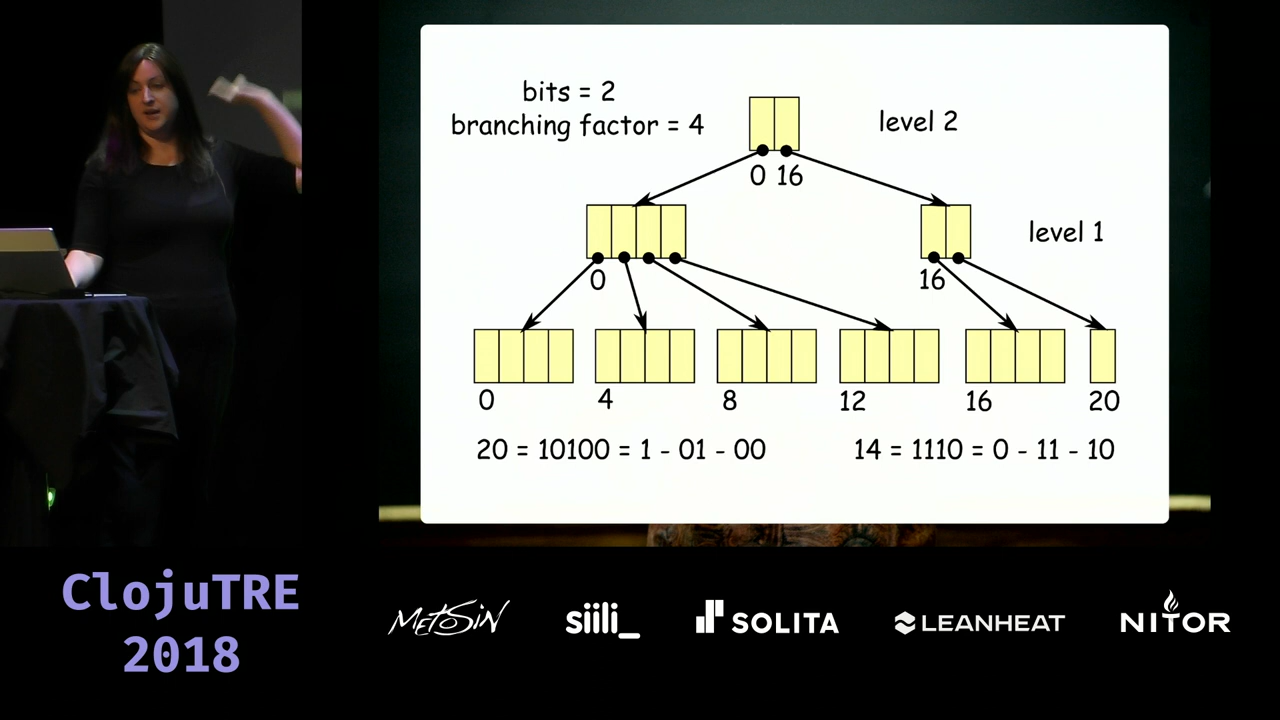 bits = 2
branching factor = 4
level 2
0 16
level 1
0
16
0 4 8 12 16 20
20 = 10100 = 1 - 01 - 00
14 = 1110 = 0 - 11 - 10
ClojuTRE
2018
METOSIN
siili_
SOLITA
LEANHEAT
NITOR